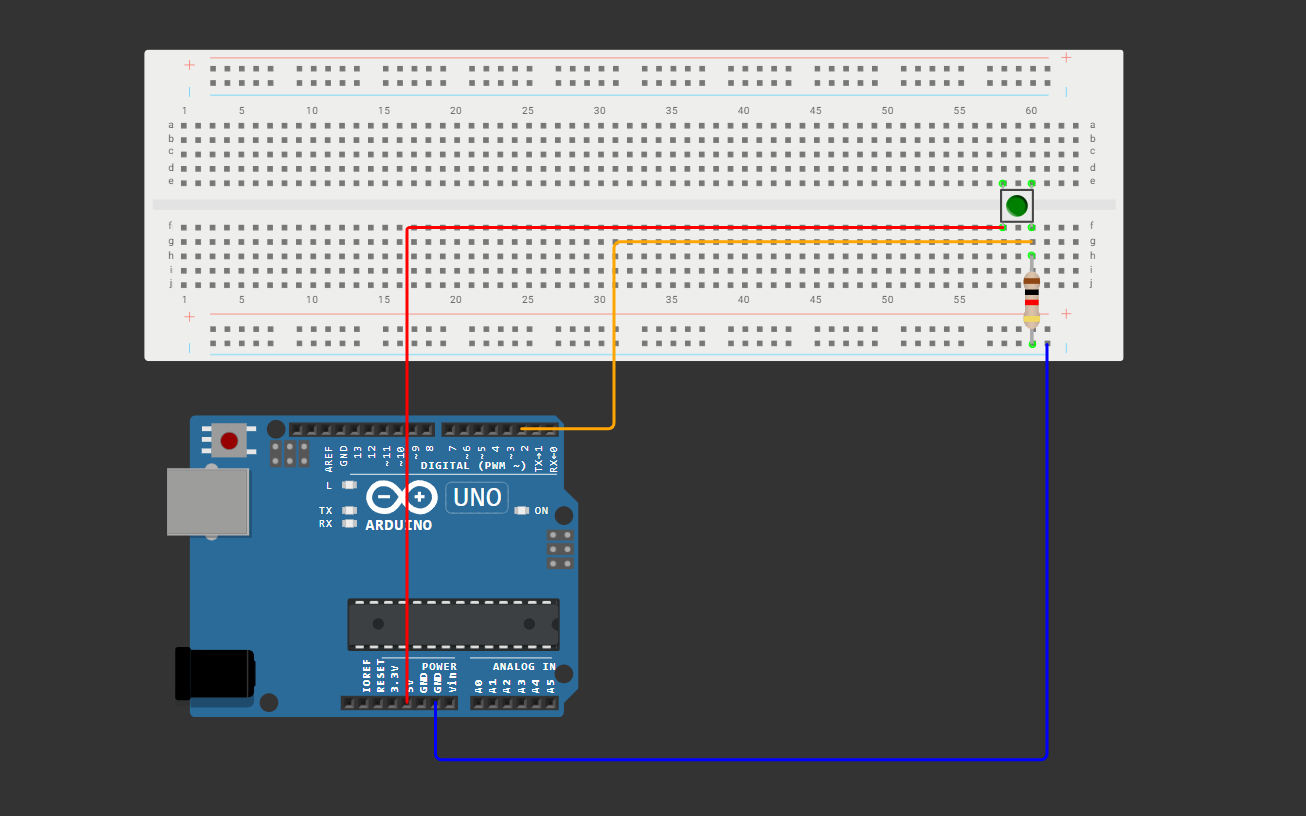 1 5 10 15 20 25 30 35 40 45 50 55 60
a a
b b
c c
d d
e e
f f
g g
h h
i i
j j
1 5 10 15 20 25 30 35 40 45 50 55
AREF GND 13 12 ~11 ~10 ~9 8 7 ~6 ~5 4 ~3 2 TX→1 RX←0
DIGITAL (PWM ~)
L
UNO
TX ON
RX ARDUINO
POWER ANALOG IN
IOREF RESET 3.3V 5V GND GND Vin A0 A1 A2 A3 A4 A5